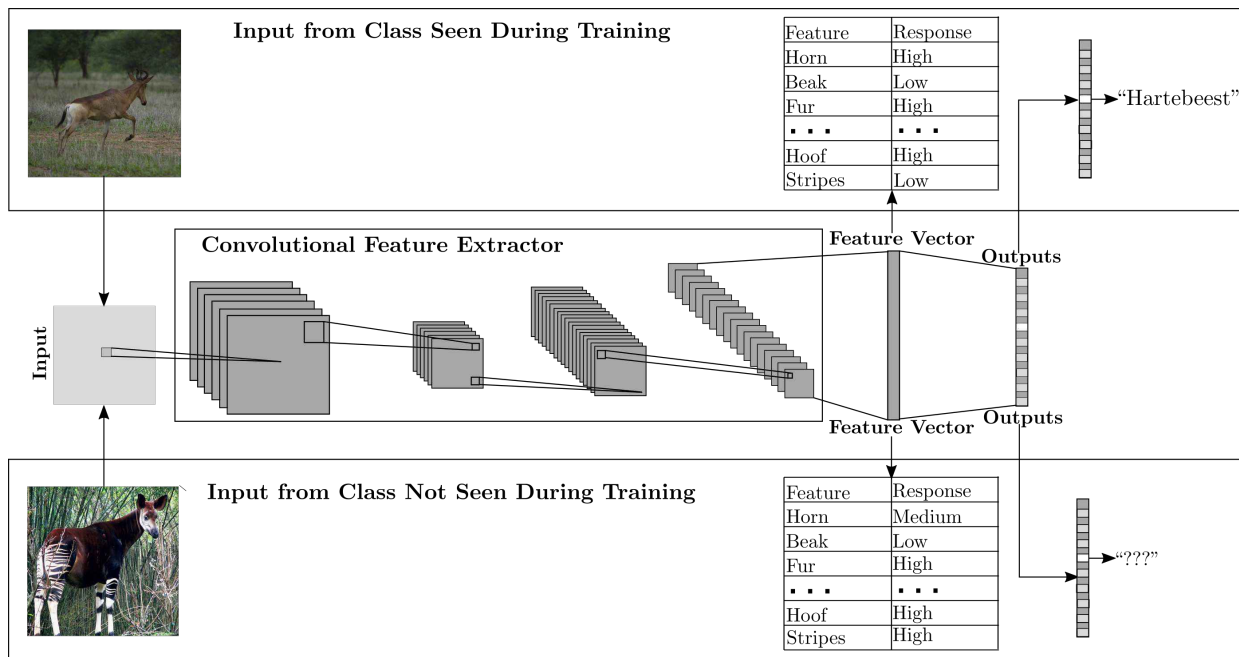 Input from Class Seen During Training
Feature Response
Horn High
Beak Low
Fur High
. . . . . .
Hoof High
Stripes Low
“Hartebeest”
Convolutional Feature Extractor
Feature Vector
Outputs
Input
Feature Vector
Outputs
Input from Class Not Seen During Training
Feature Response
Horn Medium
Beak Low
Fur High
. . . . . .
Hoof High
Stripes High
“???”